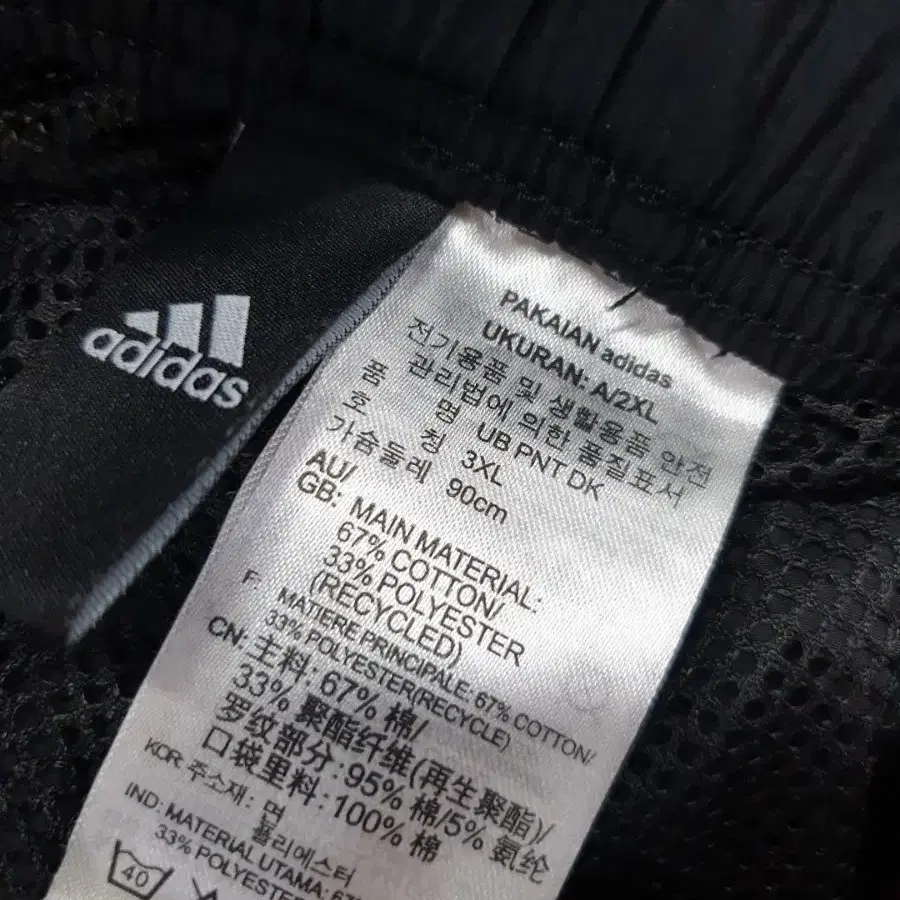 adidas
PAKAIAN adidas
UKURAN: A/2XL
전기용품 및 생활용품 안전
관리법에 의한 품질표서
품 명 UB PNT DK
호 칭 3XL
가슴둘레 90cm
AU/
GB: MAIN MATERIAL:
67% COTTON/
33% POLYESTER
(RECYCLED)
F: MATIERE PRINCIPALE: 67% COTTON/
33% POLYESTER(RECYCLE)
CN: 主料: 67% 棉/
33% 聚酯纤维(再生聚酯)/
罗纹部分: 95% 棉/5% 氨纶
口袋里料: 100% 棉
KOR: 주소재: 면
폴리에스터
IND: MATERIAL UTAMA: 67
33% POLYESTE
40